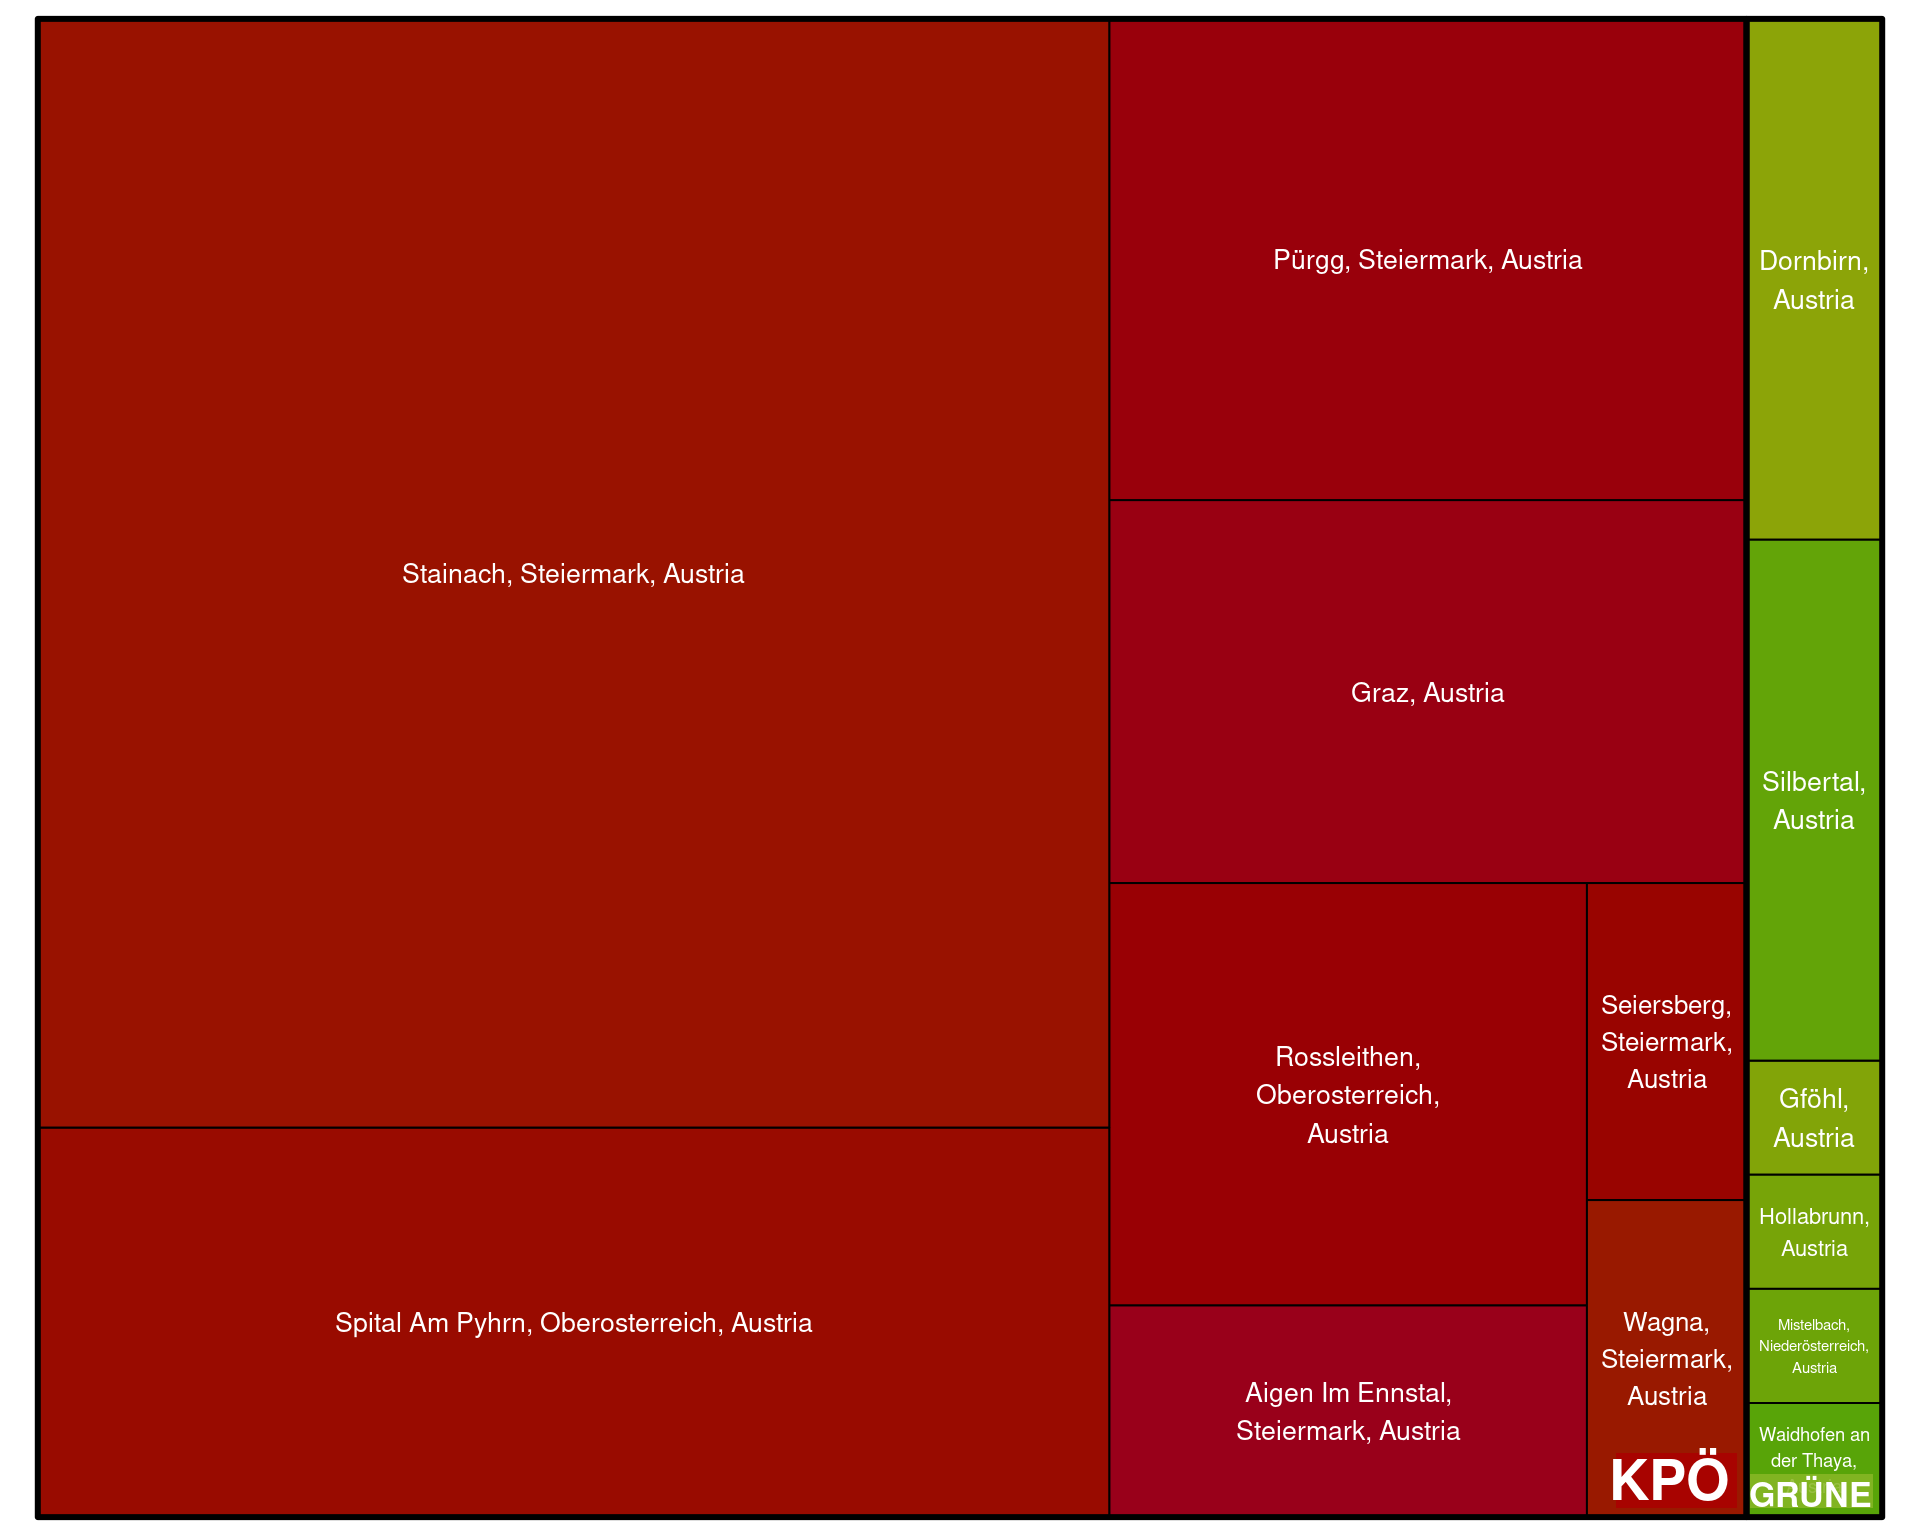 Stainach, Steiermark, Austria
Spital Am Pyhrn, Oberosterreich, Austria
Pürgg, Steiermark, Austria
Graz, Austria
Rossleithen,
Oberosterreich,
Austria
Aigen Im Ennstal,
Steiermark, Austria
Seiersberg,
Steiermark,
Austria
Wagna,
Steiermark,
Austria
KPÖ
Dornbirn,
Austria
Silbertal,
Austria
Gföhl,
Austria
Hollabrunn,
Austria
Mistelbach,
Niederösterreich,
Austria
Waidhofen an
der Thaya,
GRÜNE